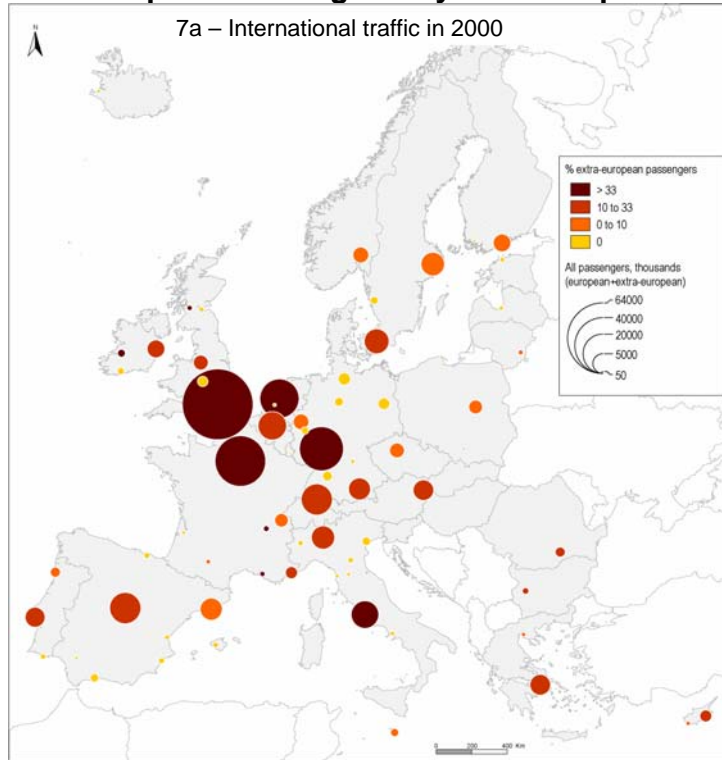 7a – International traffic in 2000
N
% extra-european passengers
> 33
10 to 33
0 to 10
0
All passengers, thousands
(european+extra-european)
64000
40000
20000
5000
50
0 200 400 Km